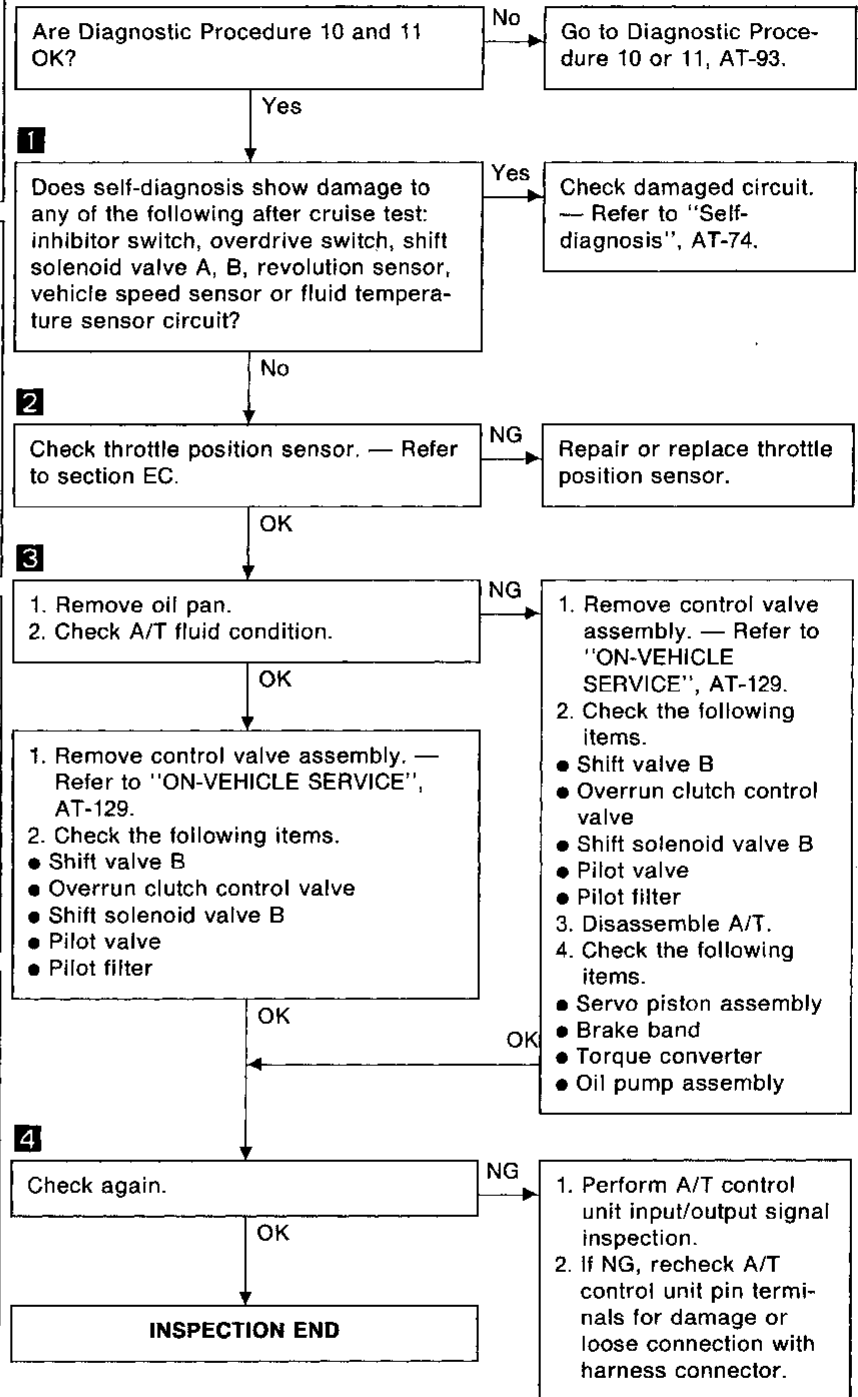 Are Diagnostic Procedure 10 and 11
OK?
No
Go to Diagnostic Proce-
dure 10 or 11, AT-93.
Yes
1
Does self-diagnosis show damage to
any of the following after cruise test:
inhibitor switch, overdrive switch, shift
solenoid valve A, B, revolution sensor,
vehicle speed sensor or fluid tempera-
ture sensor circuit?
Yes
Check damaged circuit.
— Refer to "Self-
diagnosis", AT-74.
No
2
Check throttle position sensor. — Refer
to section EC.
NG
Repair or replace throttle
position sensor.
OK
3
1. Remove oil pan.
2. Check A/T fluid condition.
NG
1. Remove control valve
assembly. — Refer to
"ON-VEHICLE
SERVICE", AT-129.
2. Check the following
items.
● Shift valve B
● Overrun clutch control
valve
● Shift solenoid valve B
● Pilot valve
● Pilot filter
3. Disassemble A/T.
4. Check the following
items.
● Servo piston assembly
● Brake band
● Torque converter
● Oil pump assembly
OK
1. Remove control valve assembly. —
Refer to "ON-VEHICLE SERVICE",
AT-129.
2. Check the following items.
● Shift valve B
● Overrun clutch control valve
● Shift solenoid valve B
● Pilot valve
● Pilot filter
OK
OK
4
Check again.
NG
1. Perform A/T control
unit input/output signal
inspection.
2. If NG, recheck A/T
control unit pin termi-
nals for damage or
loose connection with
harness connector.
OK
INSPECTION END